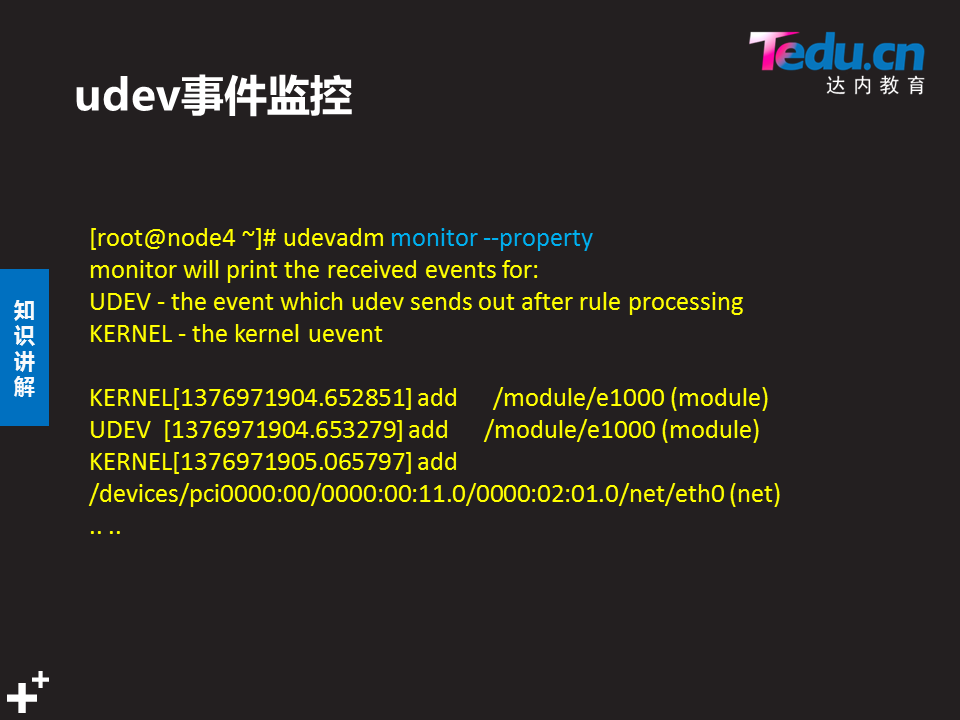 Tedu.cn
达内教育
udev事件监控
[root@node4 ~]# udevadm monitor --property
monitor will print the received events for:
UDEV - the event which udev sends out after rule processing
KERNEL - the kernel uevent
知识讲解
KERNEL[1376971904.652851] add /module/e1000 (module)
UDEV [1376971904.653279] add /module/e1000 (module)
KERNEL[1376971905.065797] add
/devices/pci0000:00/0000:00:11.0/0000:02:01.0/net/eth0 (net)
.. ..